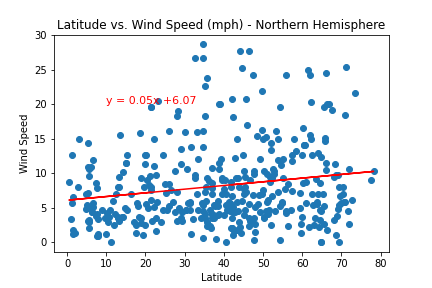 Latitude vs. Wind Speed (mph) - Northern Hemisphere
30
25
20
15
10
5
0
Wind Speed
y = 0.05x +6.07
0 10 20 30 40 50 60 70 80
Latitude